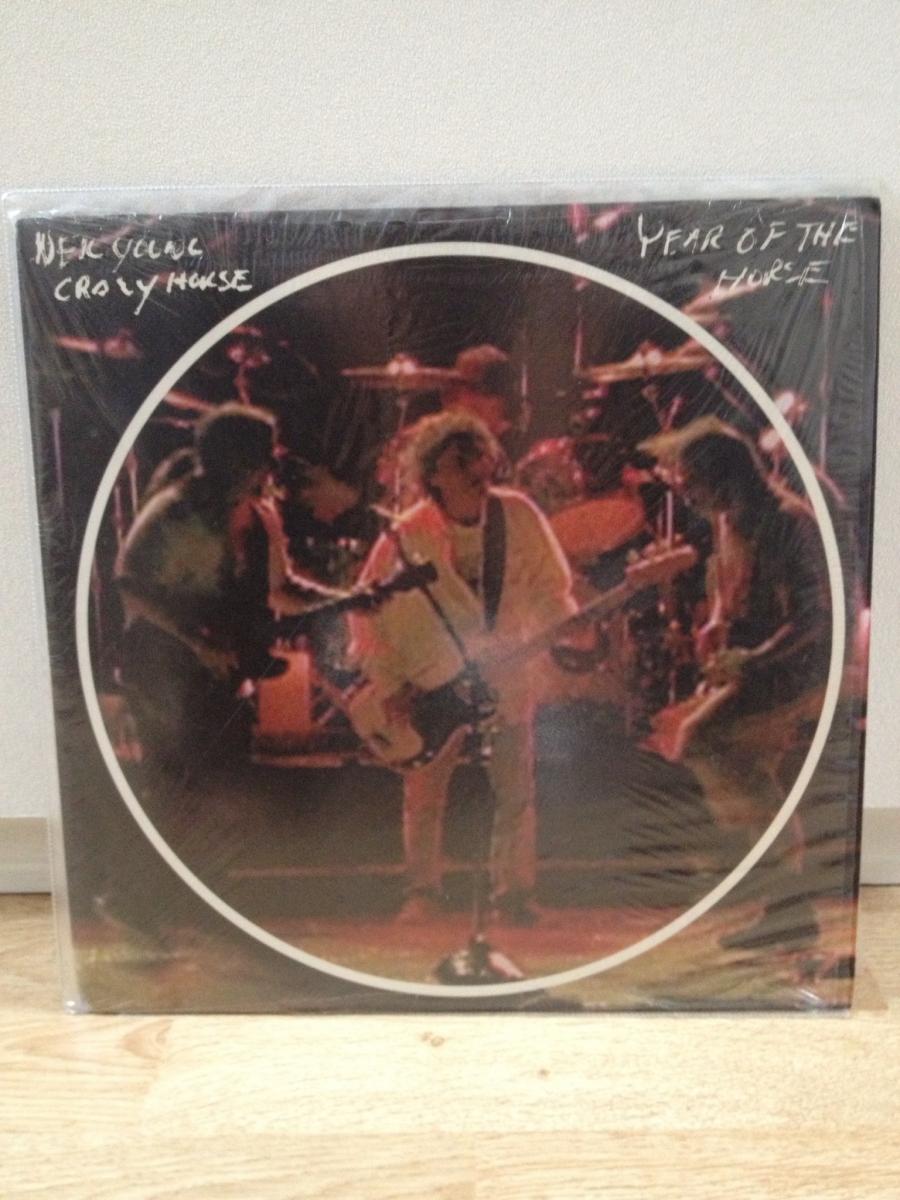 NEIL YOUNG
CRAZY HORSE
YEAR OF THE
HORSE